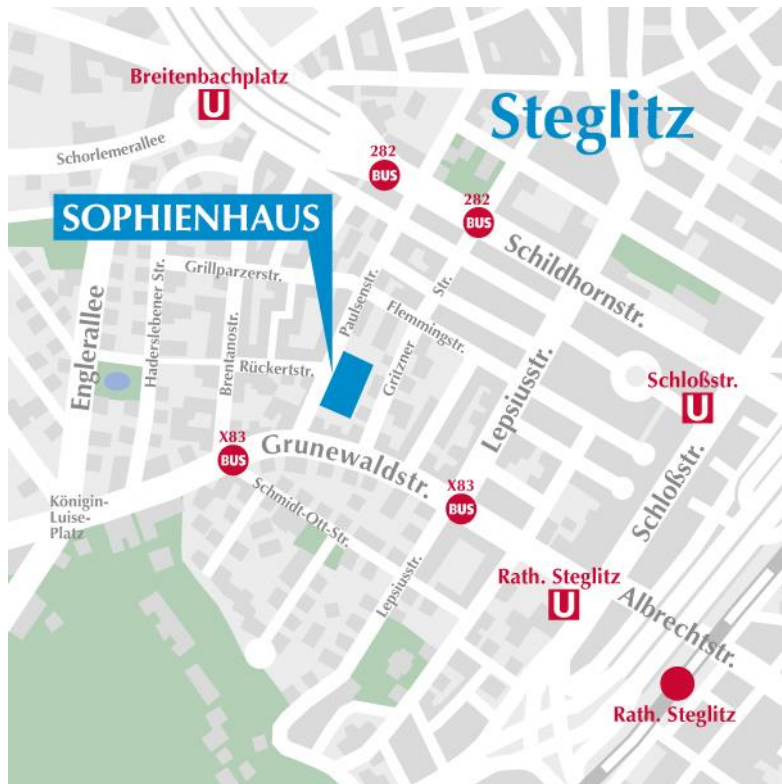 Breitenbachplatz
U
Steglitz
Schorlemerallee
282
BUS
282
BUS
SOPHIENHAUS
Schildhornstr.
Grillparzerstr.
Paulsenstr.
Str.
Gritzner
Flemmingstr.
Haderslebener Str.
Englerallee
Brentanostr.
Rückertstr.
Lepsiusstr.
Schloßstr.
U
X83
BUS
Grunewaldstr.
Schloßstr.
X83
BUS
Königin-
Luise-
Platz
Schmidt-Ott-Str.
Lepsiusstr.
Rath. Steglitz
U
Albrechtstr.
Rath. Steglitz